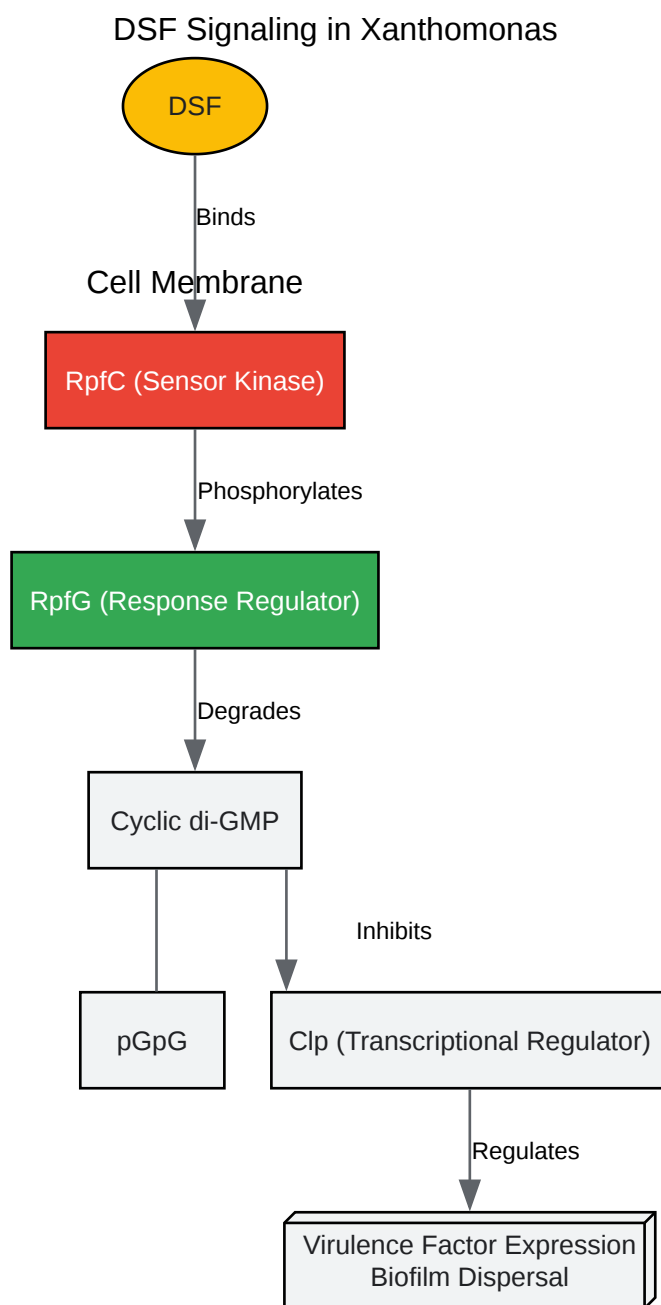 DSF Signaling in Xanthomonas
DSF
Binds
Cell Membrane
RpfC (Sensor Kinase)
Phosphorylates
RpfG (Response Regulator)
Degrades
Cyclic di-GMP
Inhibits
pGpG
Clp (Transcriptional Regulator)
Regulates
Virulence Factor Expression
Biofilm Dispersal